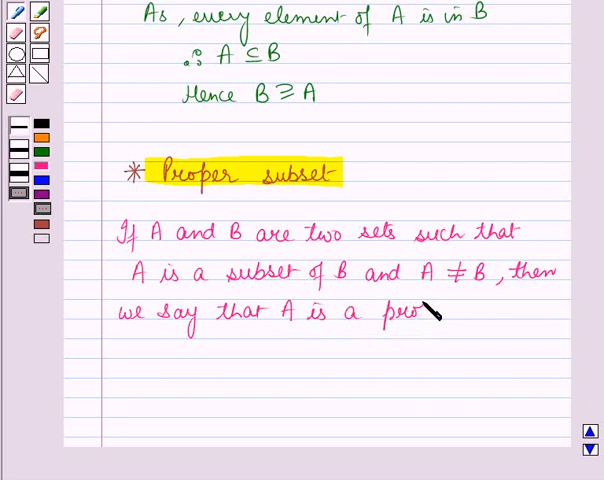 As, every element of A is in B
∴ A ⊆ B
Hence B ⊇ A
* Proper subset
If A and B are two sets such that
A is a subset of B and A ≠ B, then
we say that A is a pro